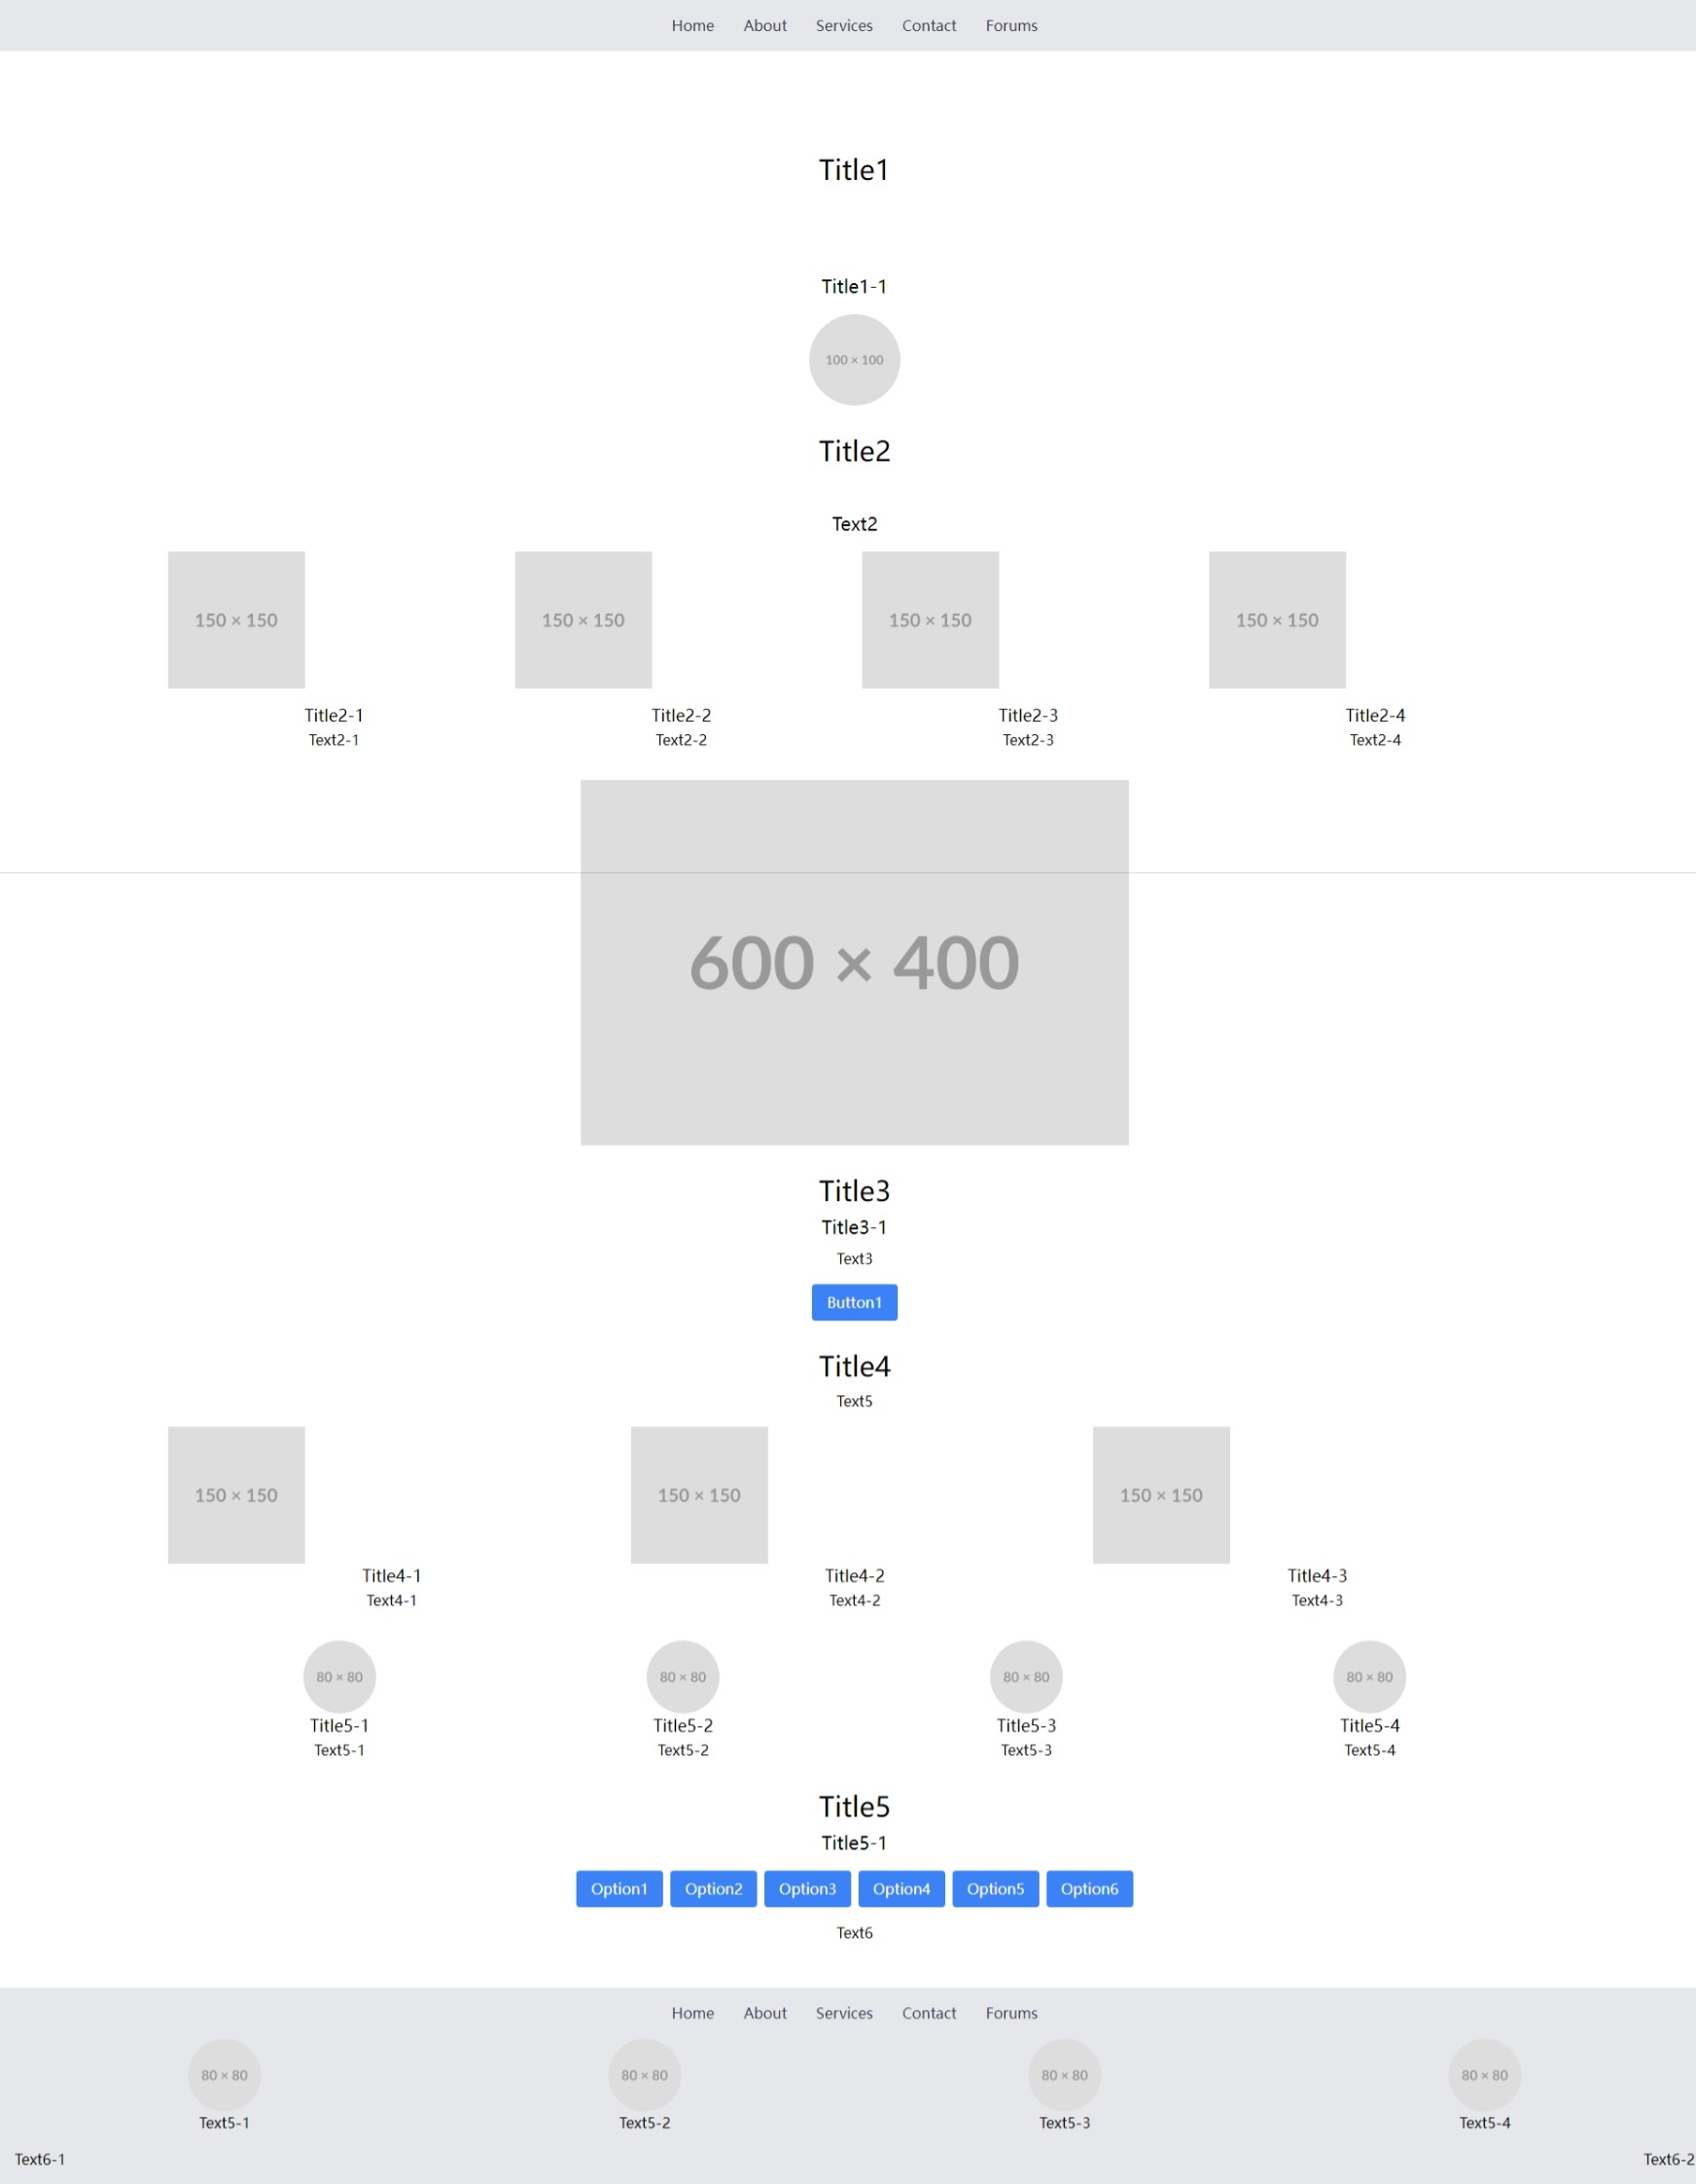 Home About Services Contact Forums
Title1
Title1-1
100 × 100
Title2
Text2
150 × 150 150 × 150 150 × 150 150 × 150
Title2-1 Title2-2 Title2-3 Title2-4
Text2-1 Text2-2 Text2-3 Text2-4
600 × 400
Title3
Title3-1
Text3
Button1
Title4
Text5
150 × 150 150 × 150 150 × 150
Title4-1 Title4-2 Title4-3
Text4-1 Text4-2 Text4-3
80 × 80 80 × 80 80 × 80 80 × 80
Title5-1 Title5-2 Title5-3 Title5-4
Text5-1 Text5-2 Text5-3 Text5-4
Title5
Title5-1
Option1 Option2 Option3 Option4 Option5 Option6
Text6
Home About Services Contact Forums
80 × 80 80 × 80 80 × 80 80 × 80
Text5-1 Text5-2 Text5-3 Text5-4
Text6-1 Text6-2